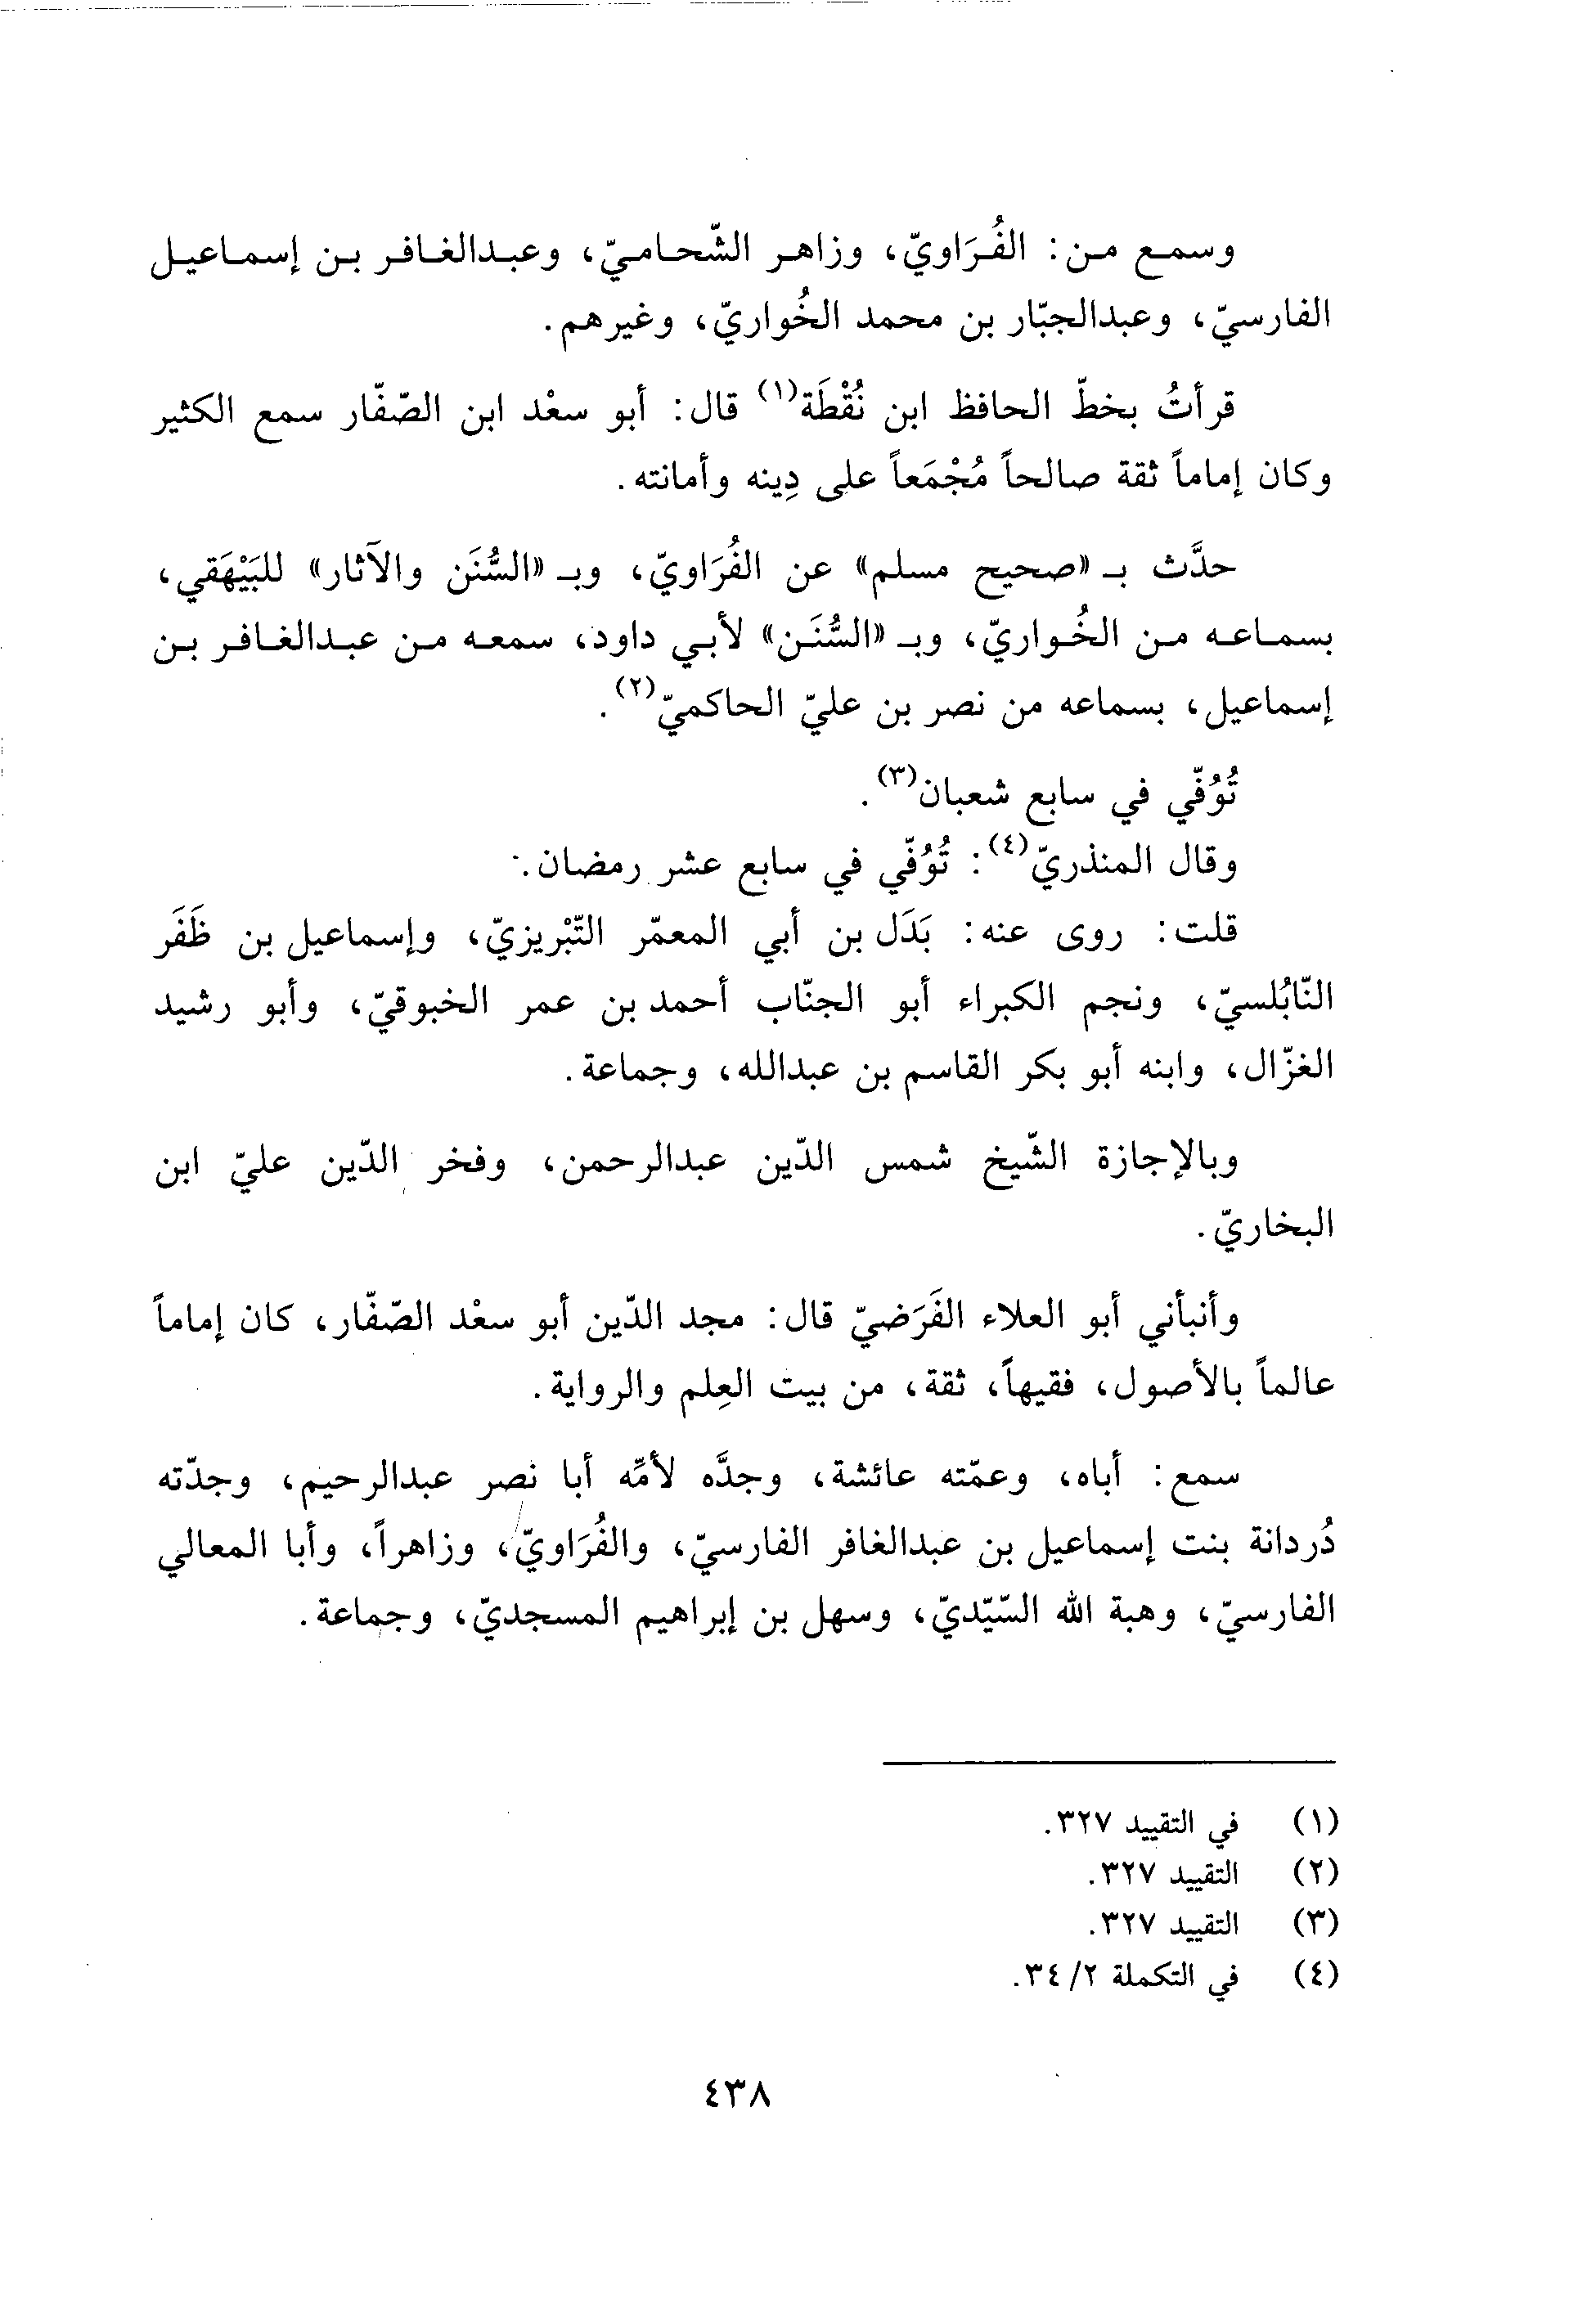 وسمع من: الفُرَاويّ، وزاهر الشّحاميّ، وعبدالغافر بن إسماعيل
الفارسيّ، وعبدالجبّار بن محمد الخُواريّ، وغيرهم.
قرأتُ بخطّ الحافظ ابن نُقْطَة(١) قال: أبو سعْد ابن الصّفّار سمع الكثير
وكان إماماً ثقة صالحاً مُجْمَعاً على دِينه وأمانته.
حدَّث بـ «صحيح مسلم» عن الفُرَاويّ، وبـ «السُّنَن والآثار» للبَيْهَقي،
بسماعه من الخُواريّ، وبـ «السُّنَن» لأبي داود، سمعه من عبدالغافر بن
إسماعيل، بسماعه من نصر بن عليّ الحاكميّ(٢).
تُوُفّي في سابع شعبان(٣).
وقال المنذريّ(٤): تُوُفّي في سابع عشر رمضان.
قلت: روى عنه: بَدَل بن أبي المعمّر التّبْريزيّ، وإسماعيل بن ظَفَر
النّابُلسيّ، ونجم الكبراء أبو الجنّاب أحمد بن عمر الخبوقيّ، وأبو رشيد
الغزّال، وابنه أبو بكر القاسم بن عبدالله، وجماعة.
وبالإجازة الشّيخ شمس الدّين عبدالرحمن، وفخر الدّين عليّ ابن
البخاريّ.
وأنبأني أبو العلاء الفَرَضيّ قال: مجد الدّين أبو سعْد الصّفّار، كان إماماً
عالماً بالأصول، فقيهاً، ثقة، من بيت العِلم والرواية.
سمع: أباه، وعمّته عائشة، وجدَّه لأمّه أبا نصر عبدالرحيم، وجدّته
دُردانة بنت إسماعيل بن عبدالغافر الفارسيّ، والفُرَاويّ، وزاهراً، وأبا المعالي
الفارسيّ، وهبة الله السّيّديّ، وسهل بن إبراهيم المسجديّ، وجماعة.
(١) في التقييد ٣٢٧.
(٢) التقييد ٣٢٧.
(٣) التقييد ٣٢٧.
(٤) في التكملة ٢/ ٣٤.
٤٣٨